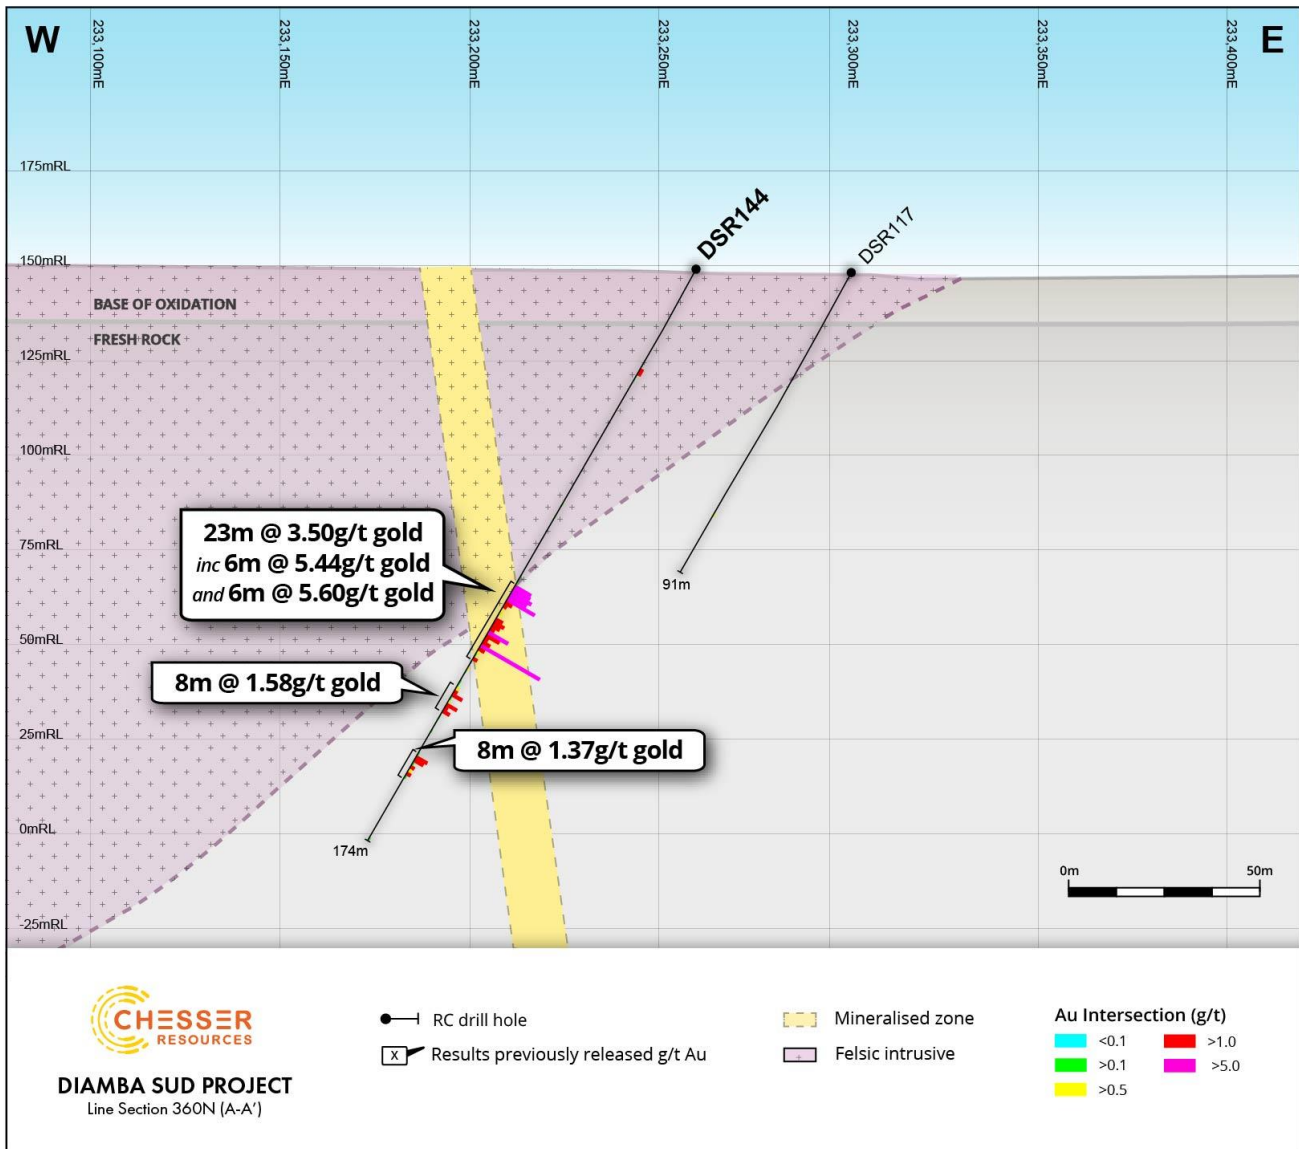 W
E
233,100mE
233,150mE
233,200mE
233,250mE
233,300mE
233,350mE
233,400mE
175mRL
150mRL
125mRL
100mRL
75mRL
50mRL
25mRL
0mRL
-25mRL
DSR144
DSR117
BASE OF OXIDATION
FRESH ROCK
23m @ 3.50g/t gold
inc 6m @ 5.44g/t gold
and 6m @ 5.60g/t gold
8m @ 1.58g/t gold
8m @ 1.37g/t gold
91m
174m
0m
50m
CHESSER
RESOURCES
DIAMBA SUD PROJECT
Line Section 360N (A-A’)
RC drill hole
X
Results previously released g/t Au
Mineralised zone
Felsic intrusive
Au Intersection (g/t)
<0.1
>0.1
>0.5
>1.0
>5.0